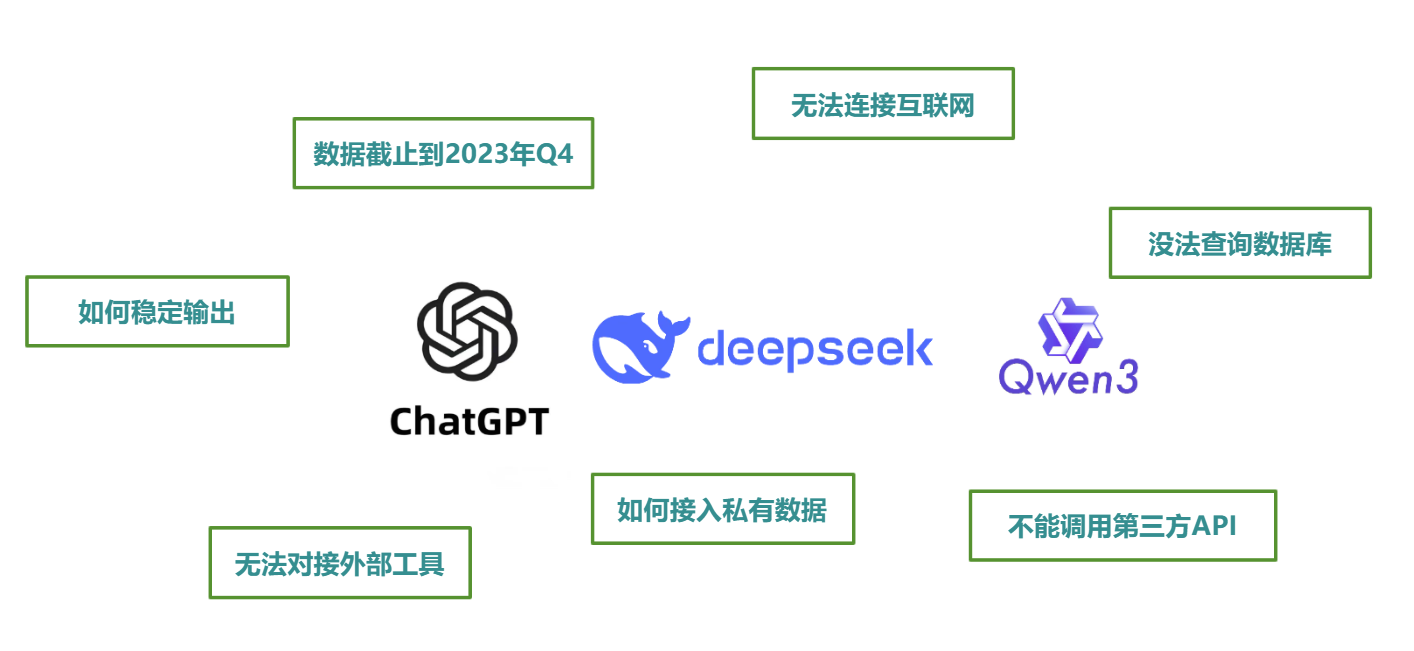 无法连接互联网
数据截止到2023年Q4
没法查询数据库
如何稳定输出
ChatGPT
deepseek
Qwen3
如何接入私有数据
不能调用第三方API
无法对接外部工具